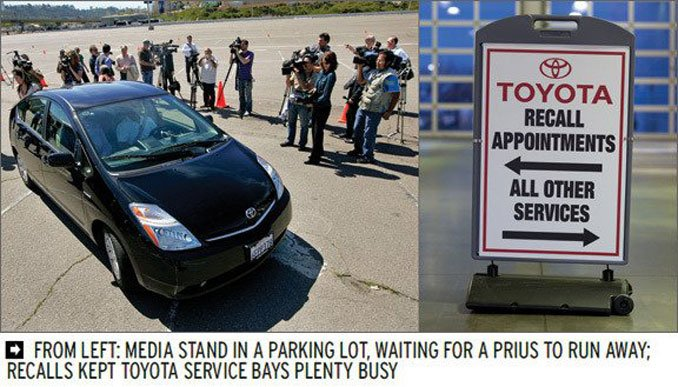 TOYOTA
RECALL
APPOINTMENTS
ALL OTHER
SERVICES
FROM LEFT: MEDIA STAND IN A PARKING LOT, WAITING FOR A PRIUS TO RUN AWAY;
RECALLS KEPT TOYOTA SERVICE BAYS PLENTY BUSY